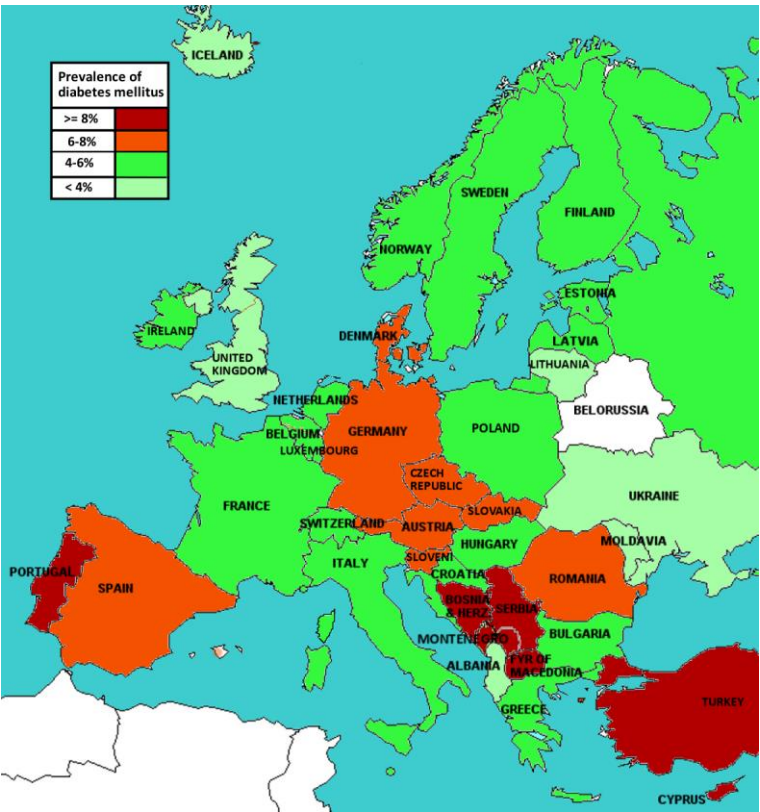 ICELAND
Prevalence of
diabetes mellitus
>= 8%
6-8%
4-6%
< 4%
SWEDEN
FINLAND
NORWAY
ESTONIA
IRELAND
DENMARK
LATVIA
UNITED
KINGDOM
LITHUANIA
NETHERLANDS
BELORUSSIA
BELGIUM
GERMANY
POLAND
LUXEMBOURG
CZECH
REPUBLIC
UKRAINE
FRANCE
SLOVAKIA
SWITZERLAND
AUSTRIA
HUNGARY
MOLDAVIA
SLOVENI
ITALY
PORTUGAL
SPAIN
CROATIA
ROMANIA
BOSNIA
& HERZ.
SERBIA
MONTENEGRO
BULGARIA
ALBANIA
FYR OF
MACEDONIA
GREECE
TURKEY
CYPRUS